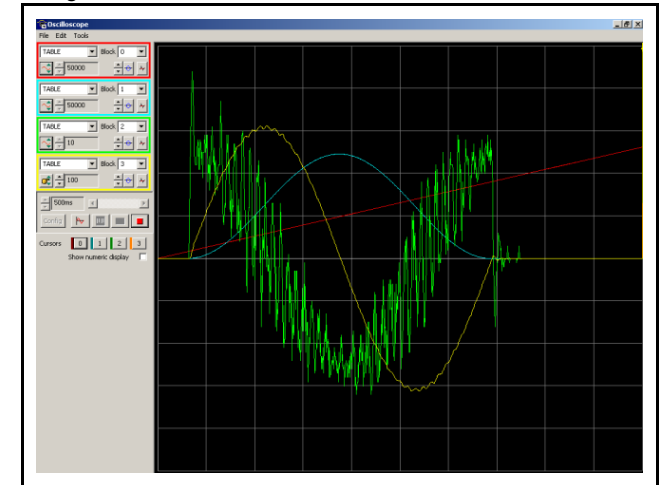 Oscilloscope
File Edit Tools
TABLE Block 0
50000
TABLE Block 1
50000
TABLE Block 2
10
TABLE Block 3
100
500ms
Config
Cursors 0 1 2 3
Show numeric display